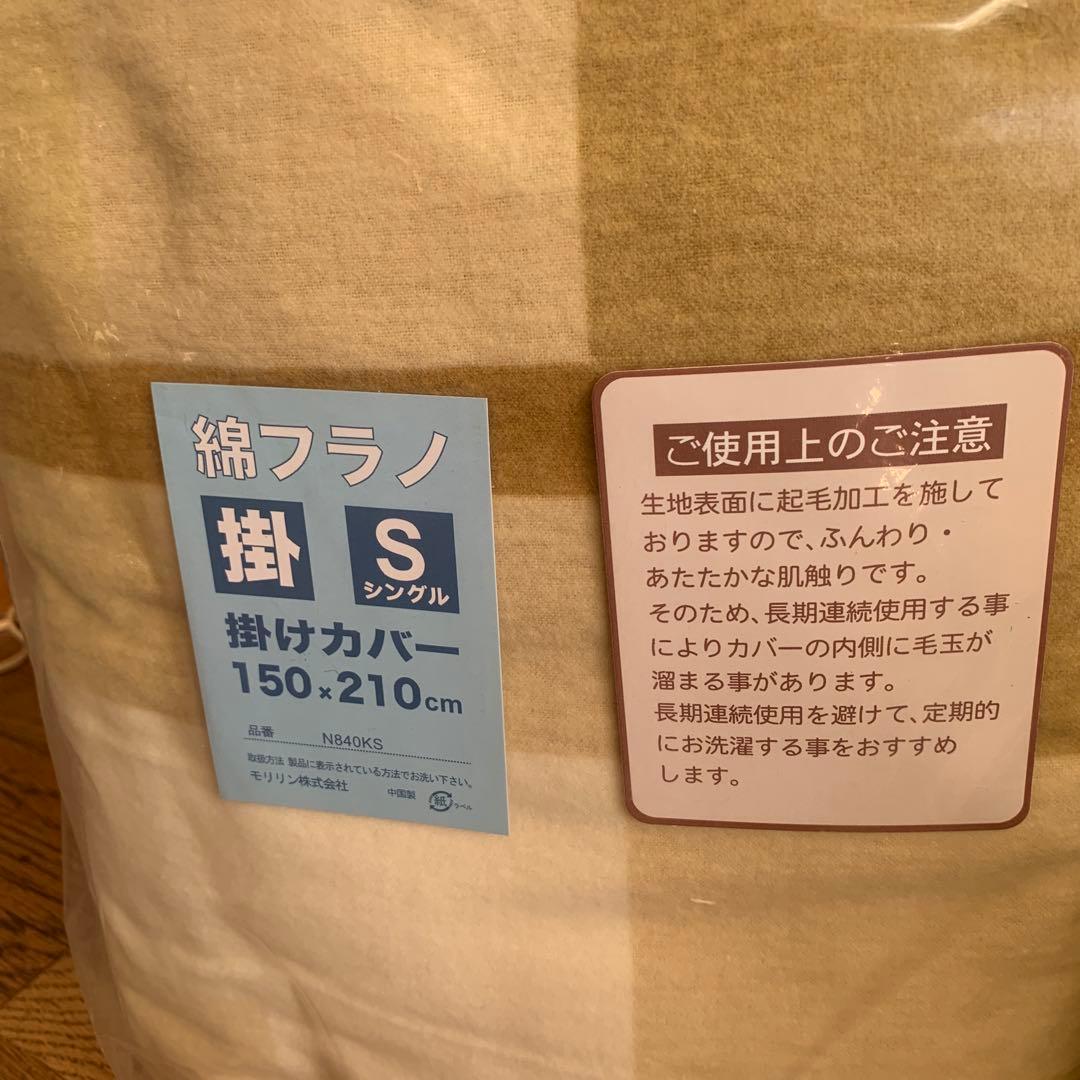 綿フラノ
掛
S
シングル
掛けカバー
150×210cm
品番 N840KS
取扱方法 製品に表示されている方法でお洗い下さい。
モリリン株式会社 中国製 紙 ラベル
ご使用上のご注意
生地表面に起毛加工を施して
おりますので、ふんわり・
あたたかな肌触りです。
そのため、長期連続使用する事
によりカバーの内側に毛玉が
溜まる事があります。
長期連続使用を避けて、定期的
にお洗濯する事をおすすめ
します。